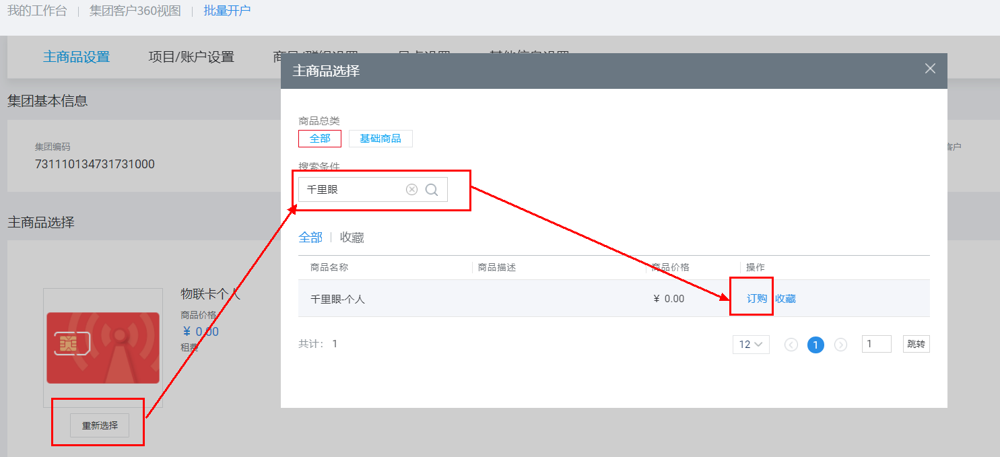 我的工作台 | 集团客户360视图 | 批量开户
主商品设置 项目/账户设置
主商品选择
集团基本信息
商品总类
全部 基础商品
集团编码
客户
731110134731731000
搜索条件
千里眼
主商品选择
全部 | 收藏
商品名称 商品描述 商品价格 操作
千里眼-个人 ¥ 0.00 订购 收藏
物联卡个人
商品价格
¥ 0.00
租费
共计： 1
12 1 1 跳转
重新选择